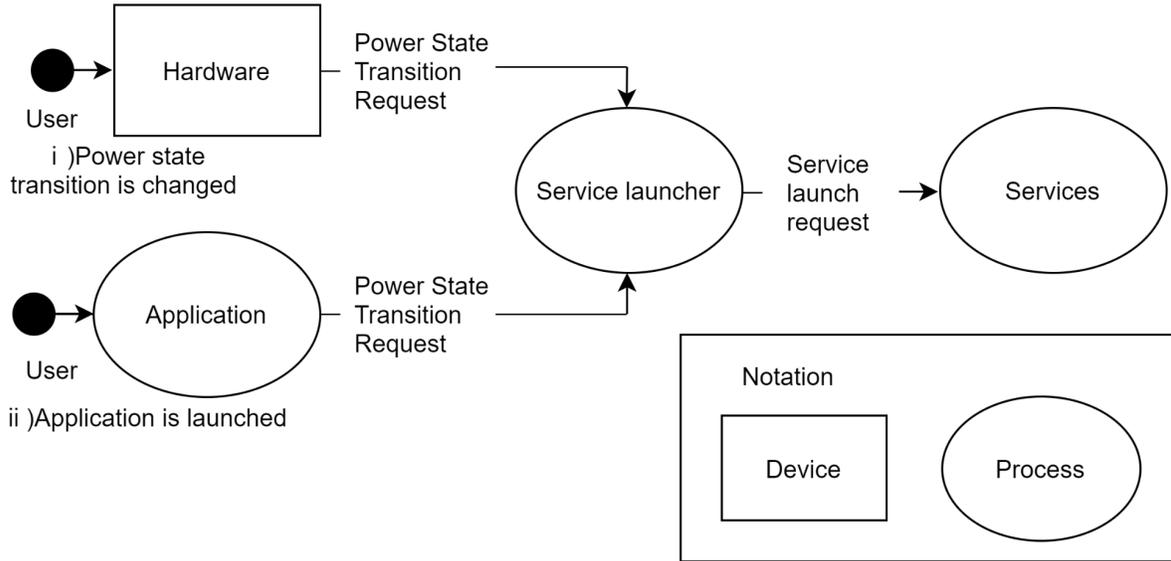 Hardware
Power State
Transition
Request
User
i )Power state
transition is changed
Service launcher
Service
launch
request
Services
Application
Power State
Transition
Request
User
ii )Application is launched
Notation
Device
Process